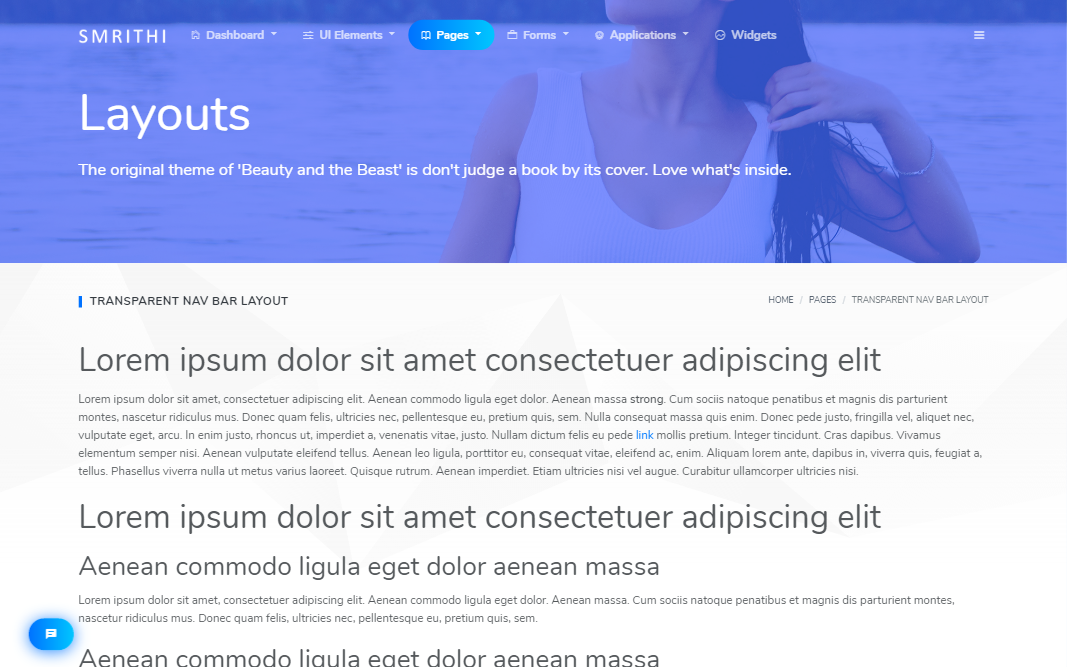 SMRITHI Dashboard UI Elements Pages Forms Applications Widgets
Layouts
The original theme of 'Beauty and the Beast' is don't judge a book by its cover. Love what's inside.
TRANSPARENT NAV BAR LAYOUT
HOME / PAGES / TRANSPARENT NAV BAR LAYOUT
Lorem ipsum dolor sit amet consectetuer adipiscing elit
Lorem ipsum dolor sit amet, consectetuer adipiscing elit. Aenean commodo ligula eget dolor. Aenean massa strong. Cum sociis natoque penatibus et magnis dis parturient
montes, nascetur ridiculus mus. Donec quam felis, ultricies nec, pellentesque eu, pretium quis, sem. Nulla consequat massa quis enim. Donec pede justo, fringilla vel, aliquet nec,
vulputate eget, arcu. In enim justo, rhoncus ut, imperdiet a, venenatis vitae, justo. Nullam dictum felis eu pede link mollis pretium. Integer tincidunt. Cras dapibus. Vivamus
elementum semper nisi. Aenean vulputate eleifend tellus. Aenean leo ligula, porttitor eu, consequat vitae, eleifend ac, enim. Aliquam lorem ante, dapibus in, viverra quis, feugiat a,
tellus. Phasellus viverra nulla ut metus varius laoreet. Quisque rutrum. Aenean imperdiet. Etiam ultricies nisi vel augue. Curabitur ullamcorper ultricies nisi.
Lorem ipsum dolor sit amet consectetuer adipiscing elit
Aenean commodo ligula eget dolor aenean massa
Lorem ipsum dolor sit amet, consectetuer adipiscing elit. Aenean commodo ligula eget dolor. Aenean massa. Cum sociis natoque penatibus et magnis dis parturient montes,
nascetur ridiculus mus. Donec quam felis, ultricies nec, pellentesque eu, pretium quis, sem.
Aenean commodo ligula eget dolor aenean massa